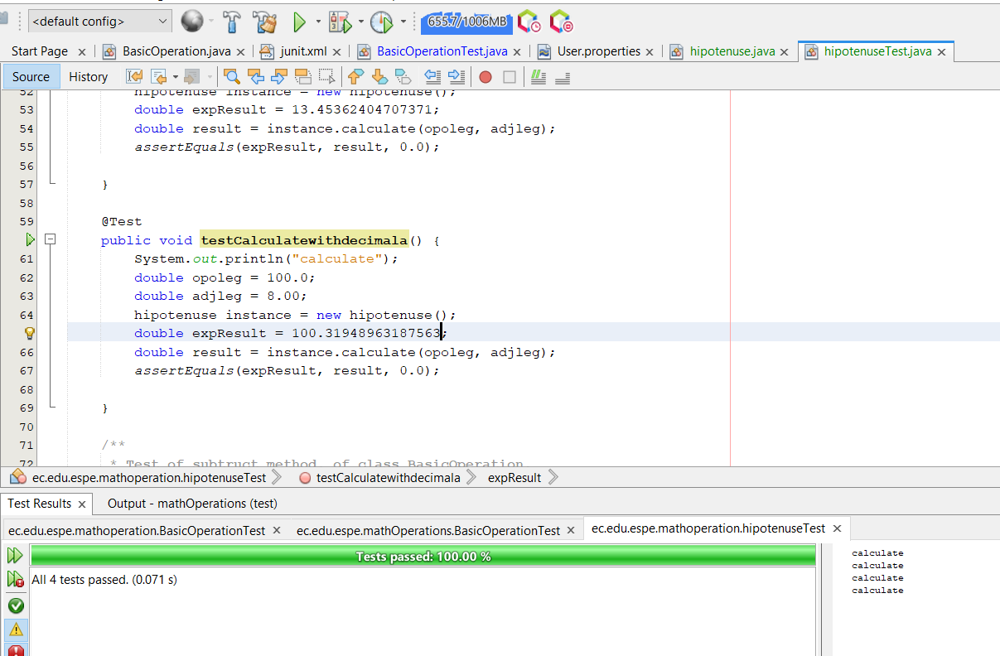 <default config>
655.7/1006MB
Start Page
BasicOperation.java
junit.xml
BasicOperationTest.java
User.properties
hipotenuse.java
hipotenuseTest.java
Source
History
52 hipotenuse instance = new hipotenuse();
53 double expResult = 13.45362404707371;
54 double result = instance.calculate(opoleg, adjleg);
55 assertEquals(expResult, result, 0.0);
56
57 }
58
59 @Test
public void testCalculatewithdecimala() {
61 System.out.println("calculate");
62 double opoleg = 100.0;
63 double adjleg = 8.00;
64 hipotenuse instance = new hipotenuse();
double expResult = 100.31948963187563;
66 double result = instance.calculate(opoleg, adjleg);
67 assertEquals(expResult, result, 0.0);
68
69 }
70
71 /**
72 * Test of subtruct method, of class BasicOperation
ec.edu.espe.mathoperation.hipotenuseTest
testCalculatewithdecimala
expResult
Test Results
Output - mathOperations (test)
ec.edu.espe.mathoperation.BasicOperationTest
ec.edu.espe.mathOperations.BasicOperationTest
ec.edu.espe.mathoperation.hipotenuseTest
Tests passed: 100.00 %
All 4 tests passed. (0.071 s)
calculate
calculate
calculate
calculate